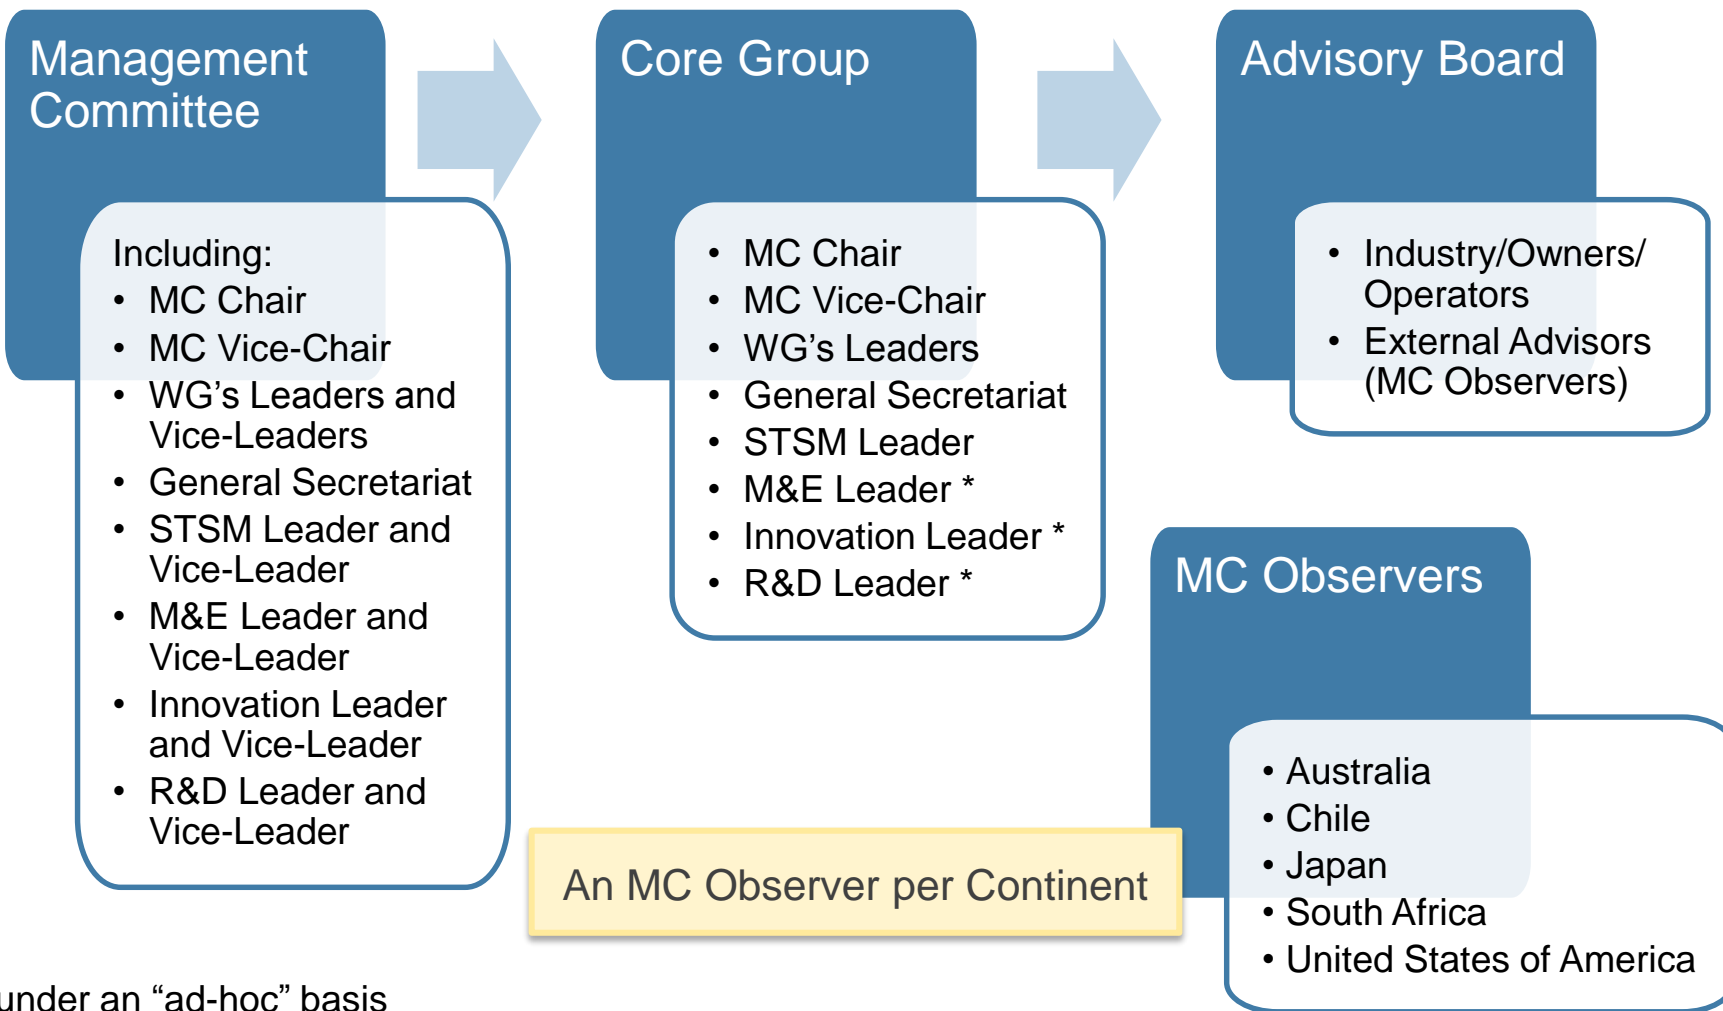 Management
Committee
Including:
• MC Chair
• MC Vice-Chair
• WG’s Leaders and
Vice-Leaders
• General Secretariat
• STSM Leader and
Vice-Leader
• M&E Leader and
Vice-Leader
• Innovation Leader
and Vice-Leader
• R&D Leader and
Vice-Leader
Core Group
• MC Chair
• MC Vice-Chair
• WG’s Leaders
• General Secretariat
• STSM Leader
• M&E Leader *
• Innovation Leader *
• R&D Leader *
Advisory Board
• Industry/Owners/
Operators
• External Advisors
(MC Observers)
MC Observers
• Australia
• Chile
• Japan
• South Africa
• United States of America
An MC Observer per Continent
under an “ad-hoc” basis